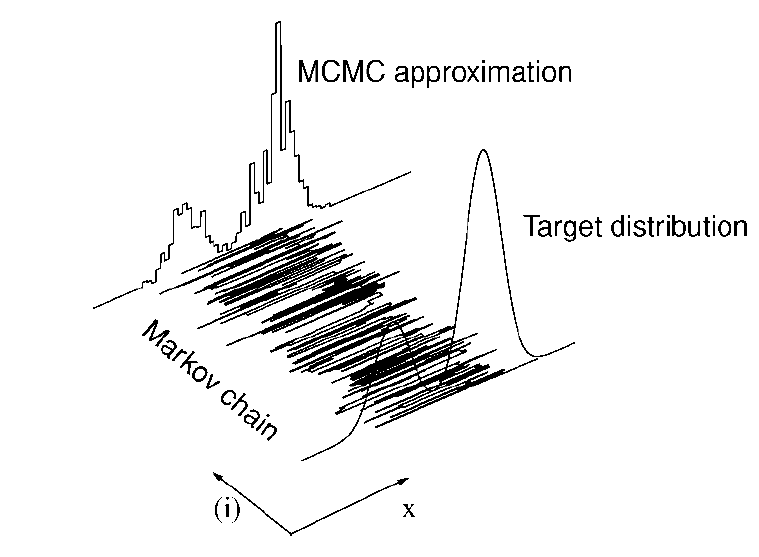 MCMC approximation
Target distribution
Markov chain
(i)
x